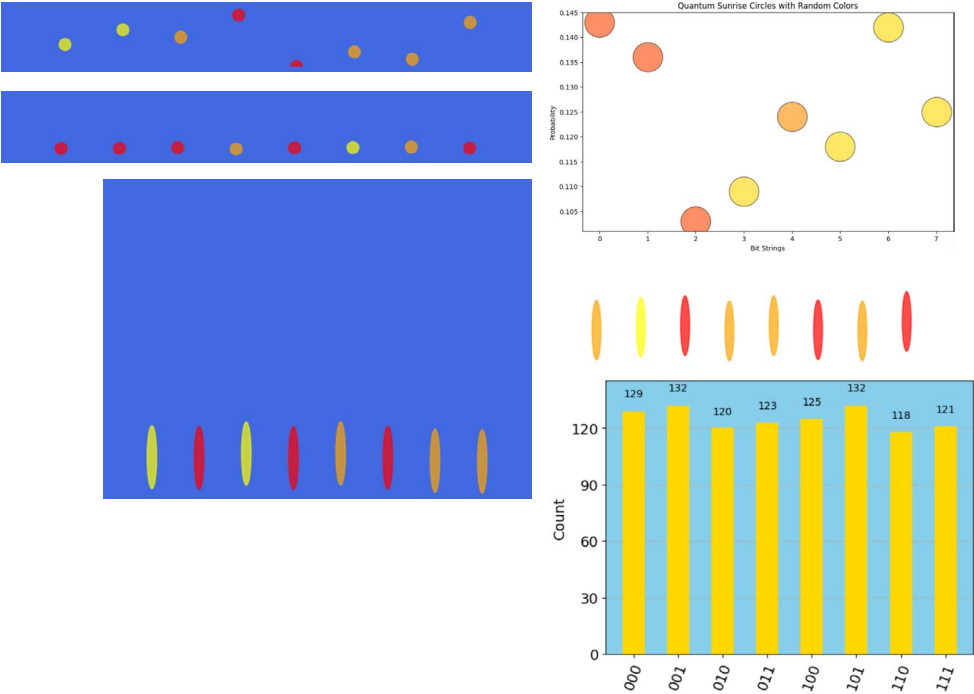 Quantum Sunrise Circles with Random Colors
0.145
0.140
0.135
0.130
0.125
0.120
0.115
0.110
0.105
Probability
0 1 2 3 4 5 6 7
Bit Strings
129 132 120 123 125 132 118 121
120
90
60
30
0
Count
000 001 010 011 100 101 110 111